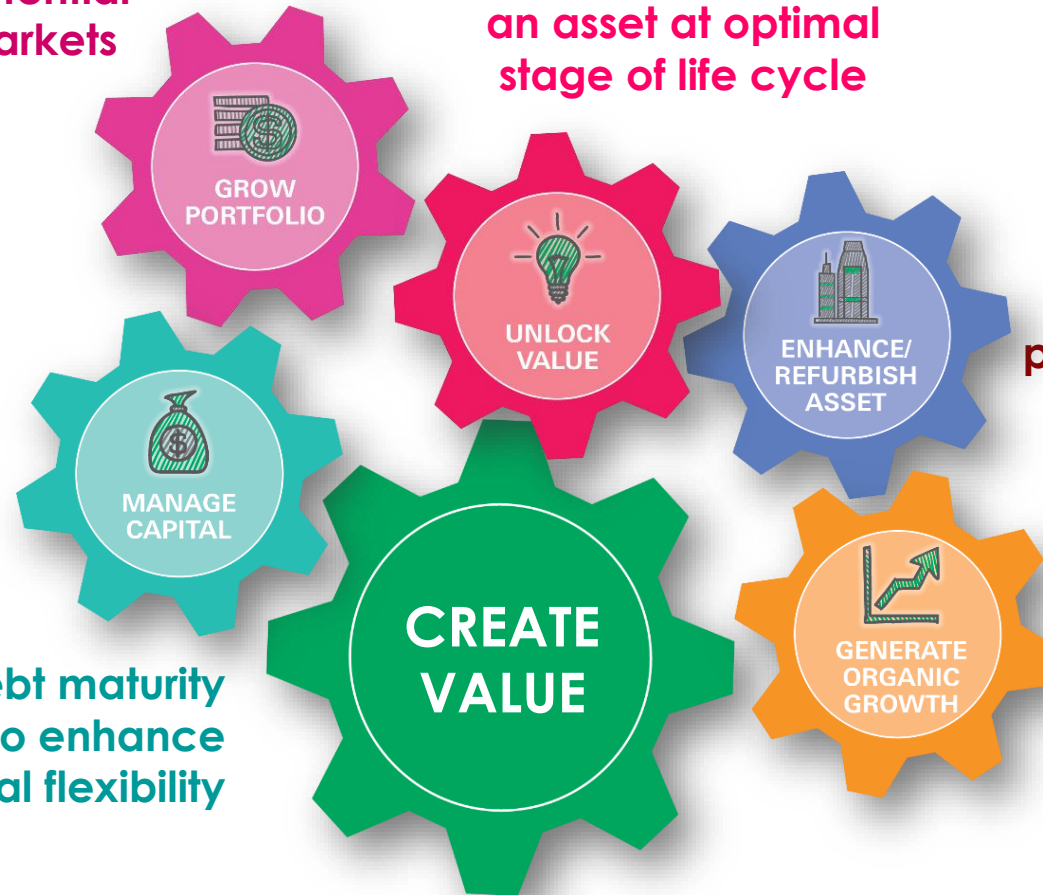 arkets
an asset at optimal
stage of life cycle
GROW
PORTFOLIO
UNLOCK
VALUE
ENHANCE/
REFURBISH
ASSET
p
MANAGE
CAPITAL
CREATE
VALUE
GENERATE
ORGANIC
GROWTH
ebt maturity
o enhance
al flexibility